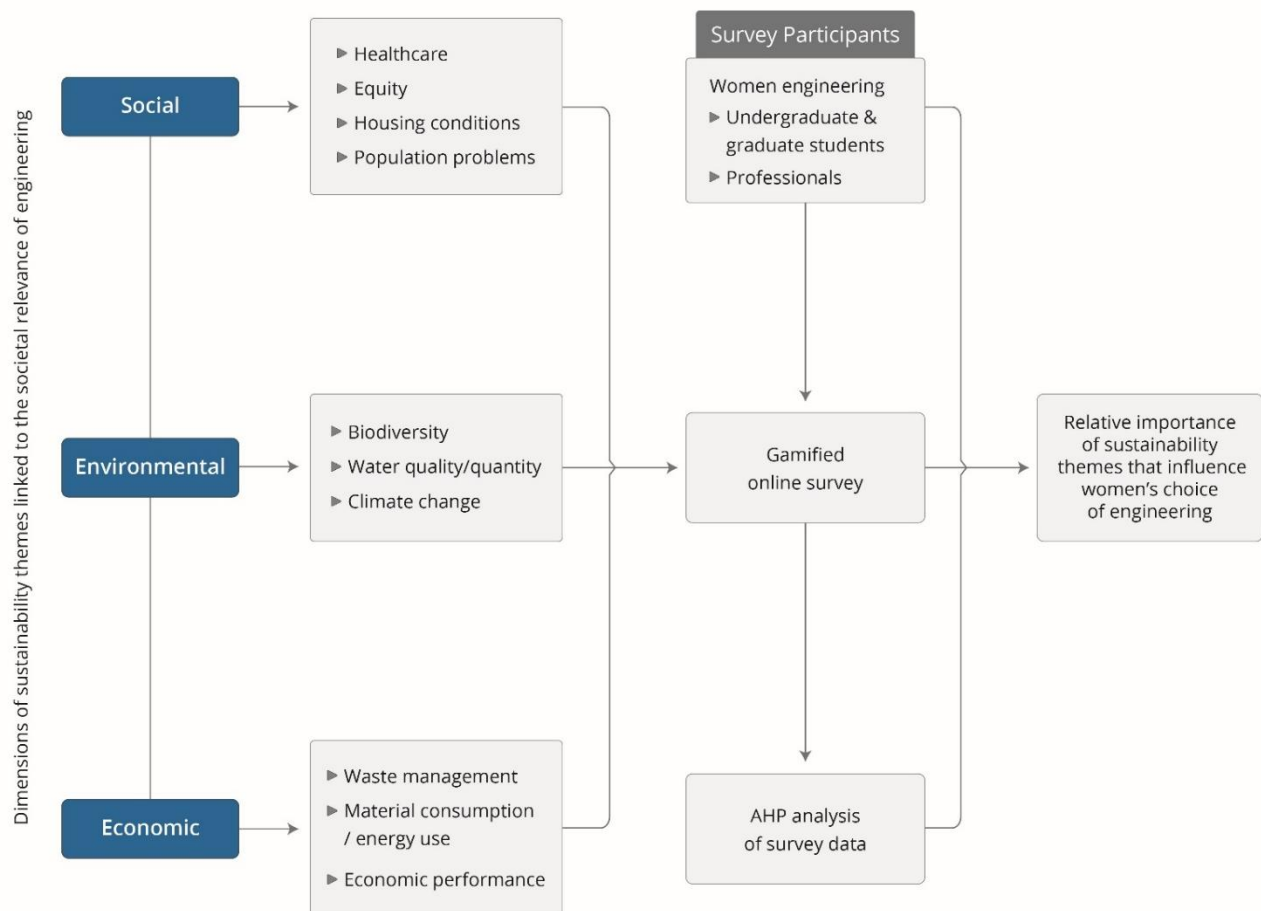 Dimensions of sustainability themes linked to the societal relevance of engineering
Social
Healthcare
Equity
Housing conditions
Population problems
Environmental
Biodiversity
Water quality/quantity
Climate change
Economic
Waste management
Material consumption
/ energy use
Economic performance
Survey Participants
Women engineering
Undergraduate &
graduate students
Professionals
Gamified
online survey
AHP analysis
of survey data
Relative importance
of sustainability
themes that influence
women's choice
of engineering